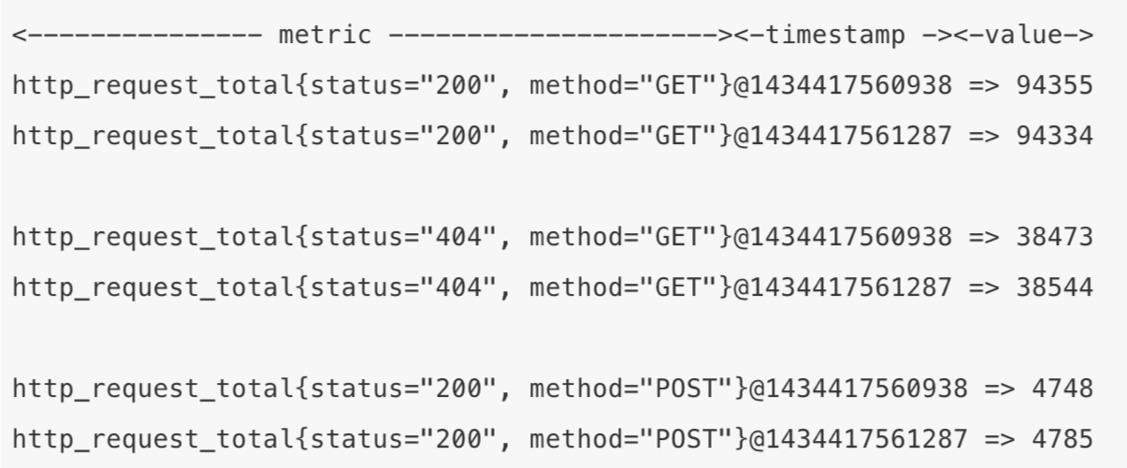 <--------------- metric ---------------------><-timestamp -><-value->
http_request_total{status="200", method="GET"}@1434417560938 => 94355
http_request_total{status="200", method="GET"}@1434417561287 => 94334
http_request_total{status="404", method="GET"}@1434417560938 => 38473
http_request_total{status="404", method="GET"}@1434417561287 => 38544
http_request_total{status="200", method="POST"}@1434417560938 => 4748
http_request_total{status="200", method="POST"}@1434417561287 => 4785